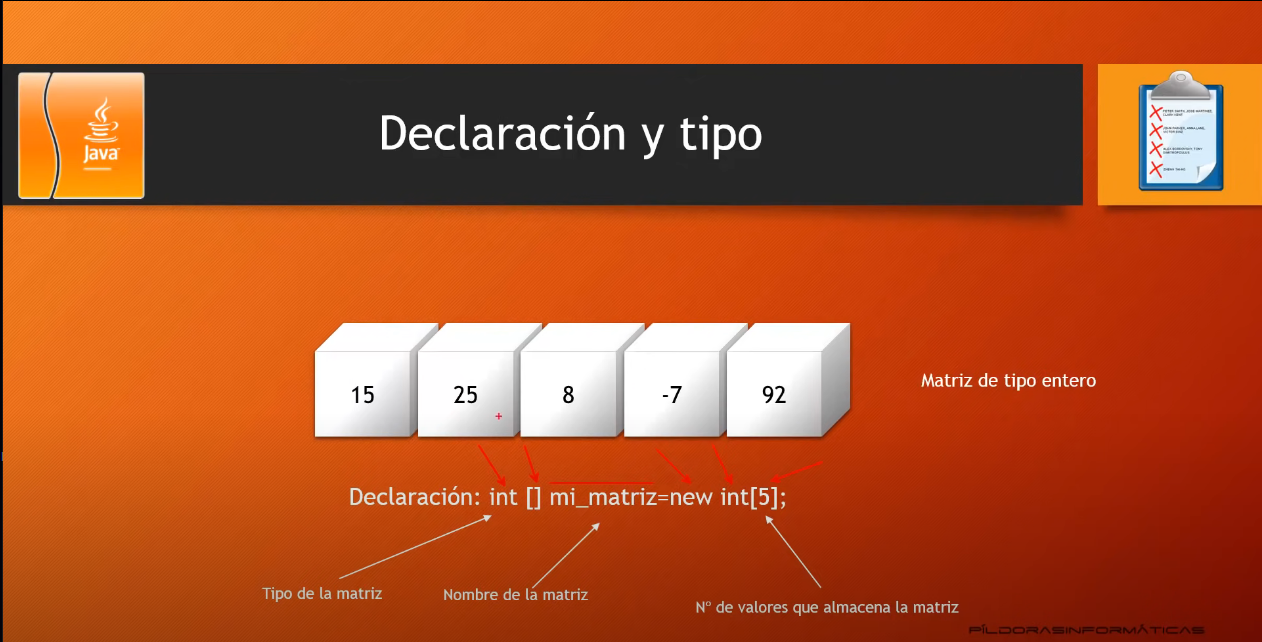 Declaración y tipo
Java
15 25 8 -7 92
Matriz de tipo entero
Declaración: int [] mi_matriz=new int[5];
Tipo de la matriz
Nombre de la matriz
Nº de valores que almacena la matriz
PÍLDORASINFORMÁTICAS